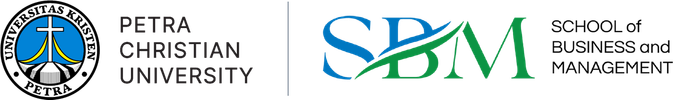 UNIVERSITAS KRISTEN
• PETRA •
PETRA
CHRISTIAN
UNIVERSITY
SBM
SCHOOL of
BUSINESS and
MANAGEMENT